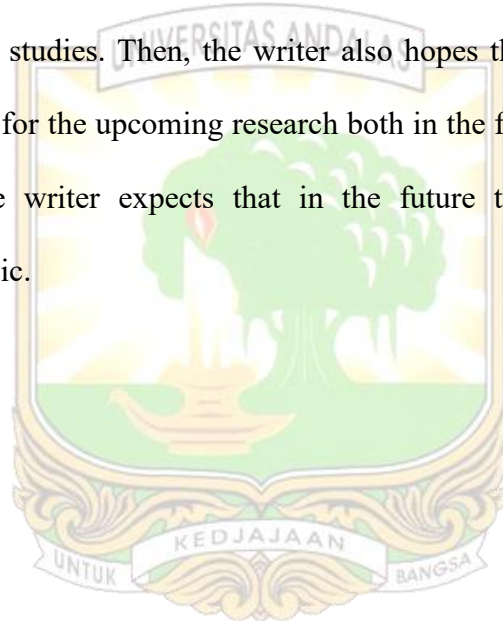 studies. Then, the writer also hopes th
for the upcoming research both in the f
writer expects that in the future t
ic.
UNIVERSITAS ANDALAS
UNTUK KEDJAJAAN BANGSA